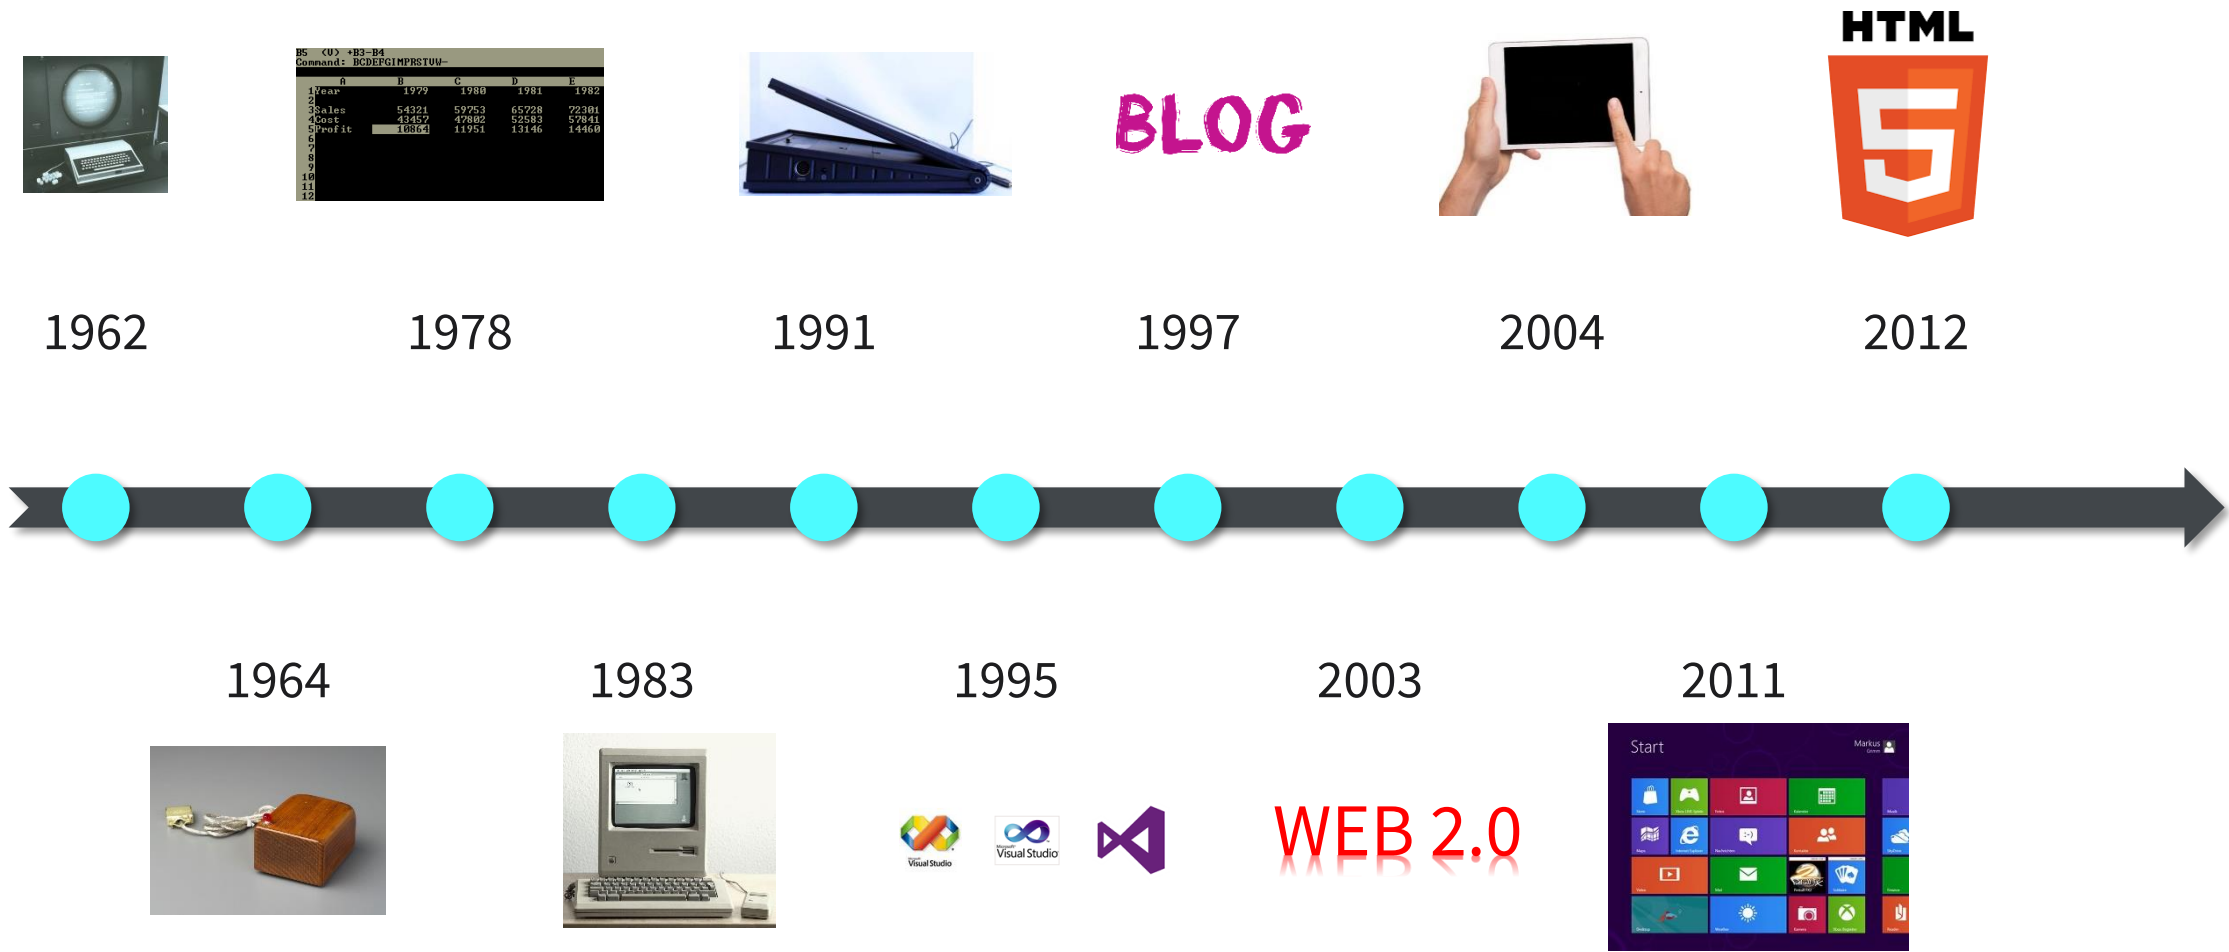 B5 (V) +B3-B4
Command: BCDEFGIMPRSTVW-
A B C D E
1 Year 1979 1980 1981 1982
2
3 Sales 54321 59753 65728 72301
4 Cost 43457 47802 52583 57841
5 Profit 10864 11951 13146 14460
6
7
8
9
10
11
12
BLOG
HTML
5
1962
1978
1991
1997
2004
2012
1964
1983
1995
2003
2011
Visual Studio
Visual Studio
WEB 2.0
Start
Markus